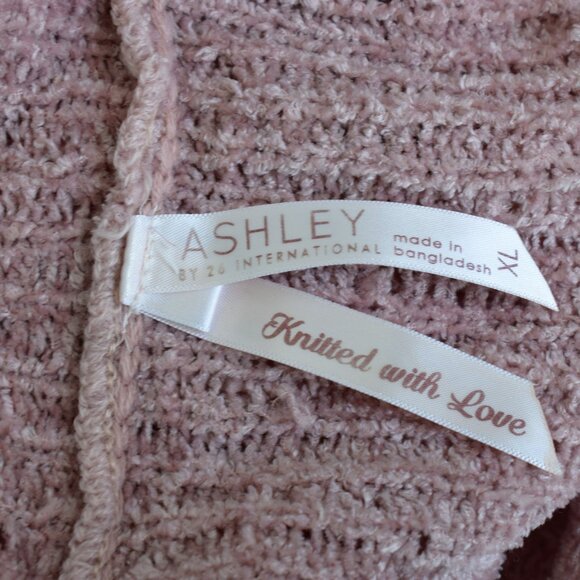 ASHLEY
BY 26 INTERNATIONAL
made in
bangladesh
XL
Knitted with Love